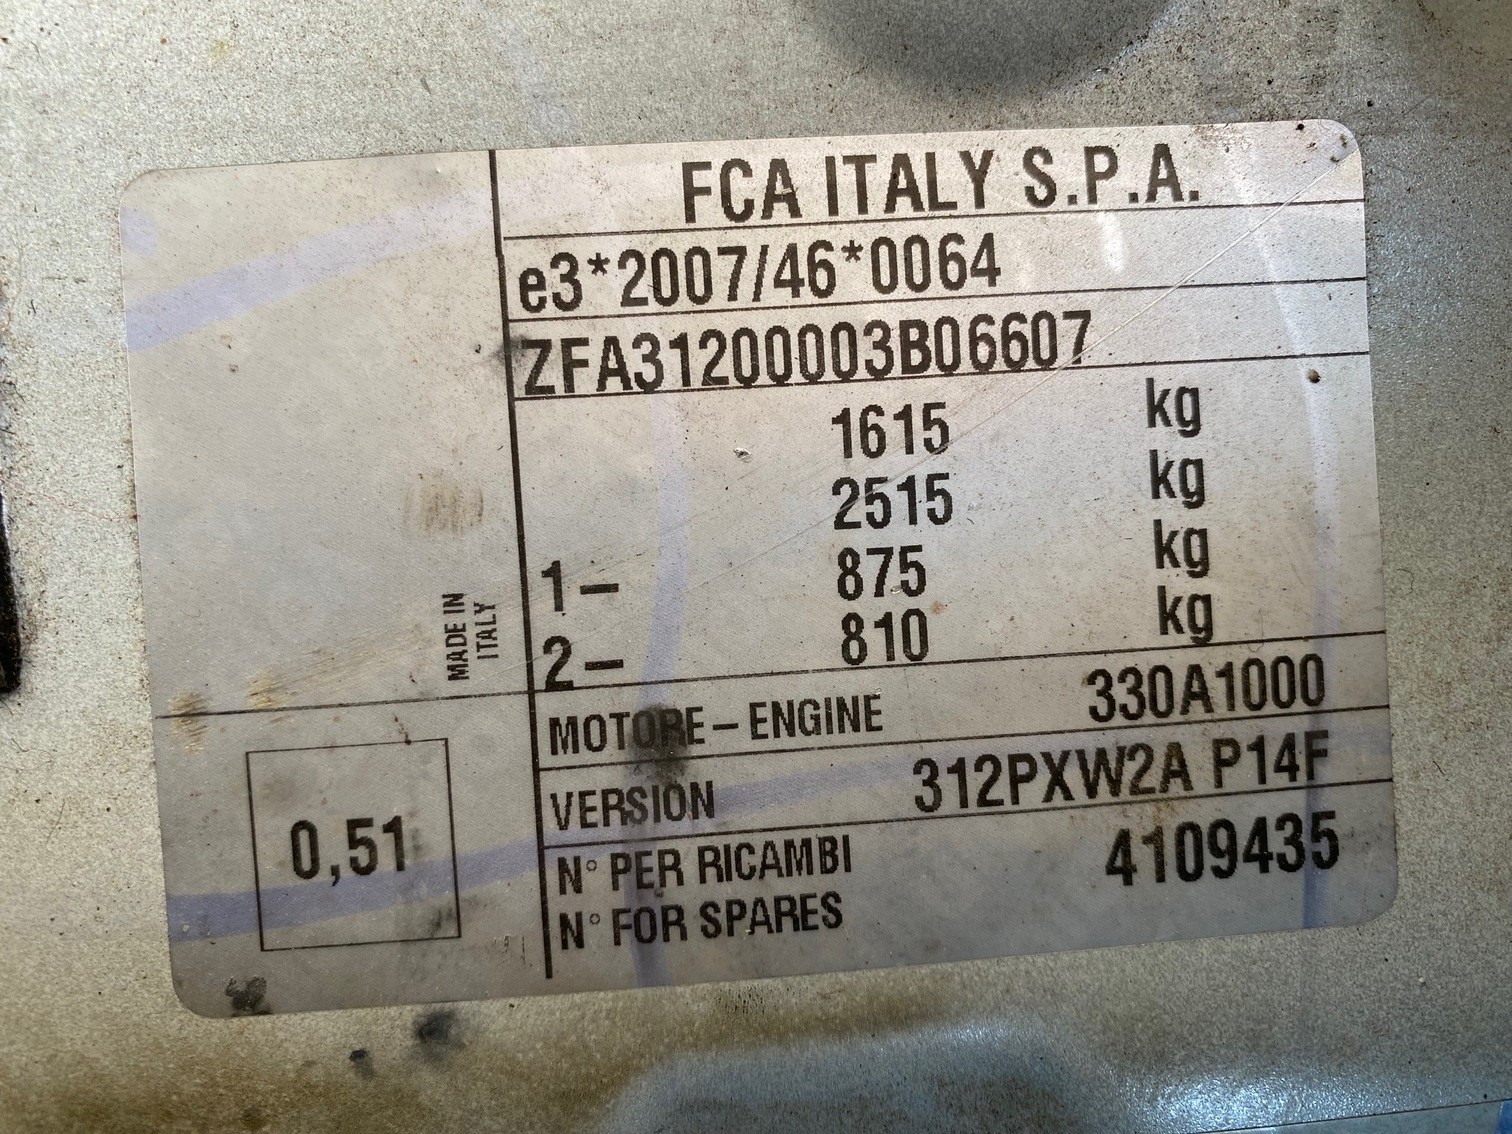 FCA ITALY S.P.A.
e3*2007/46*0064
ZFA31200003B06607
1615 kg
2515 kg
1- 875 kg
2- 810 kg
MADE IN
ITALY
MOTORE-ENGINE 330A1000
VERSION 312PXW2A P14F
0,51
N° PER RICAMBI 4109435
N° FOR SPARES